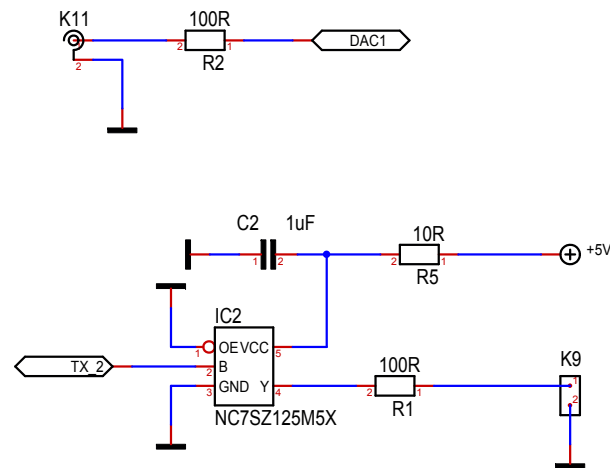 K11
100R
1
2
2
1
R2
DAC1
C2
1uF
1
2
10R
2
1
R5
+5V
IC2
1
OE
VCC
5
TX_2
2
B
3
GND
Y
4
NC7SZ125M5X
100R
2
1
R1
K9
1
2